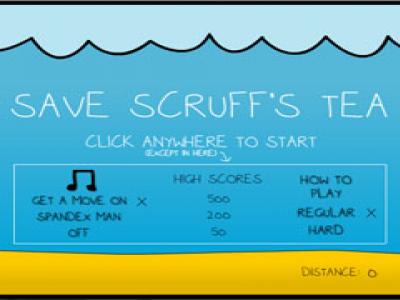 SAVE SCRUFF'S TEA
CLICK ANYWHERE TO START
(EXCEPT IN HERE)
HIGH SCORES
HOW TO
PLAY
GET A MOVE ON X
500
SPANDEX MAN
200
REGULAR X
OFF
50
HARD
DISTANCE: 0